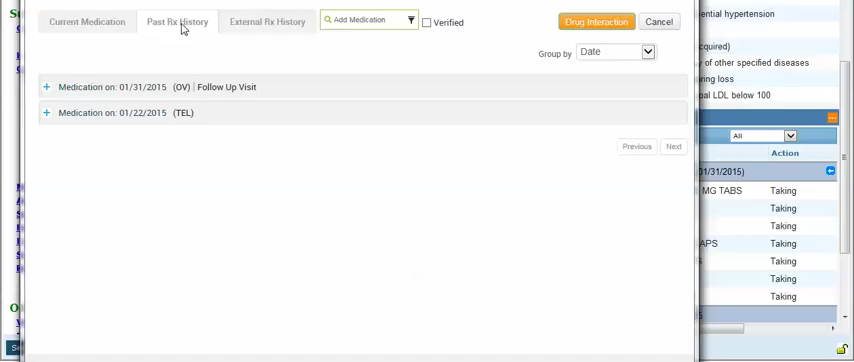 Current Medication
Past Rx History
External Rx History
Add Medication
Verified
Drug Interaction
Cancel
Group by
Date
Medication on: 01/31/2015 (OV) | Follow Up Visit
Medication on: 01/22/2015 (TEL)
Previous
Next
ential hypertension
cquired)
y of other specified diseases
ring loss
oal LDL below 100
...
All
Action
01/31/2015)
MG TABS Taking
Taking
Taking
APS Taking
Taking
Taking
Taking